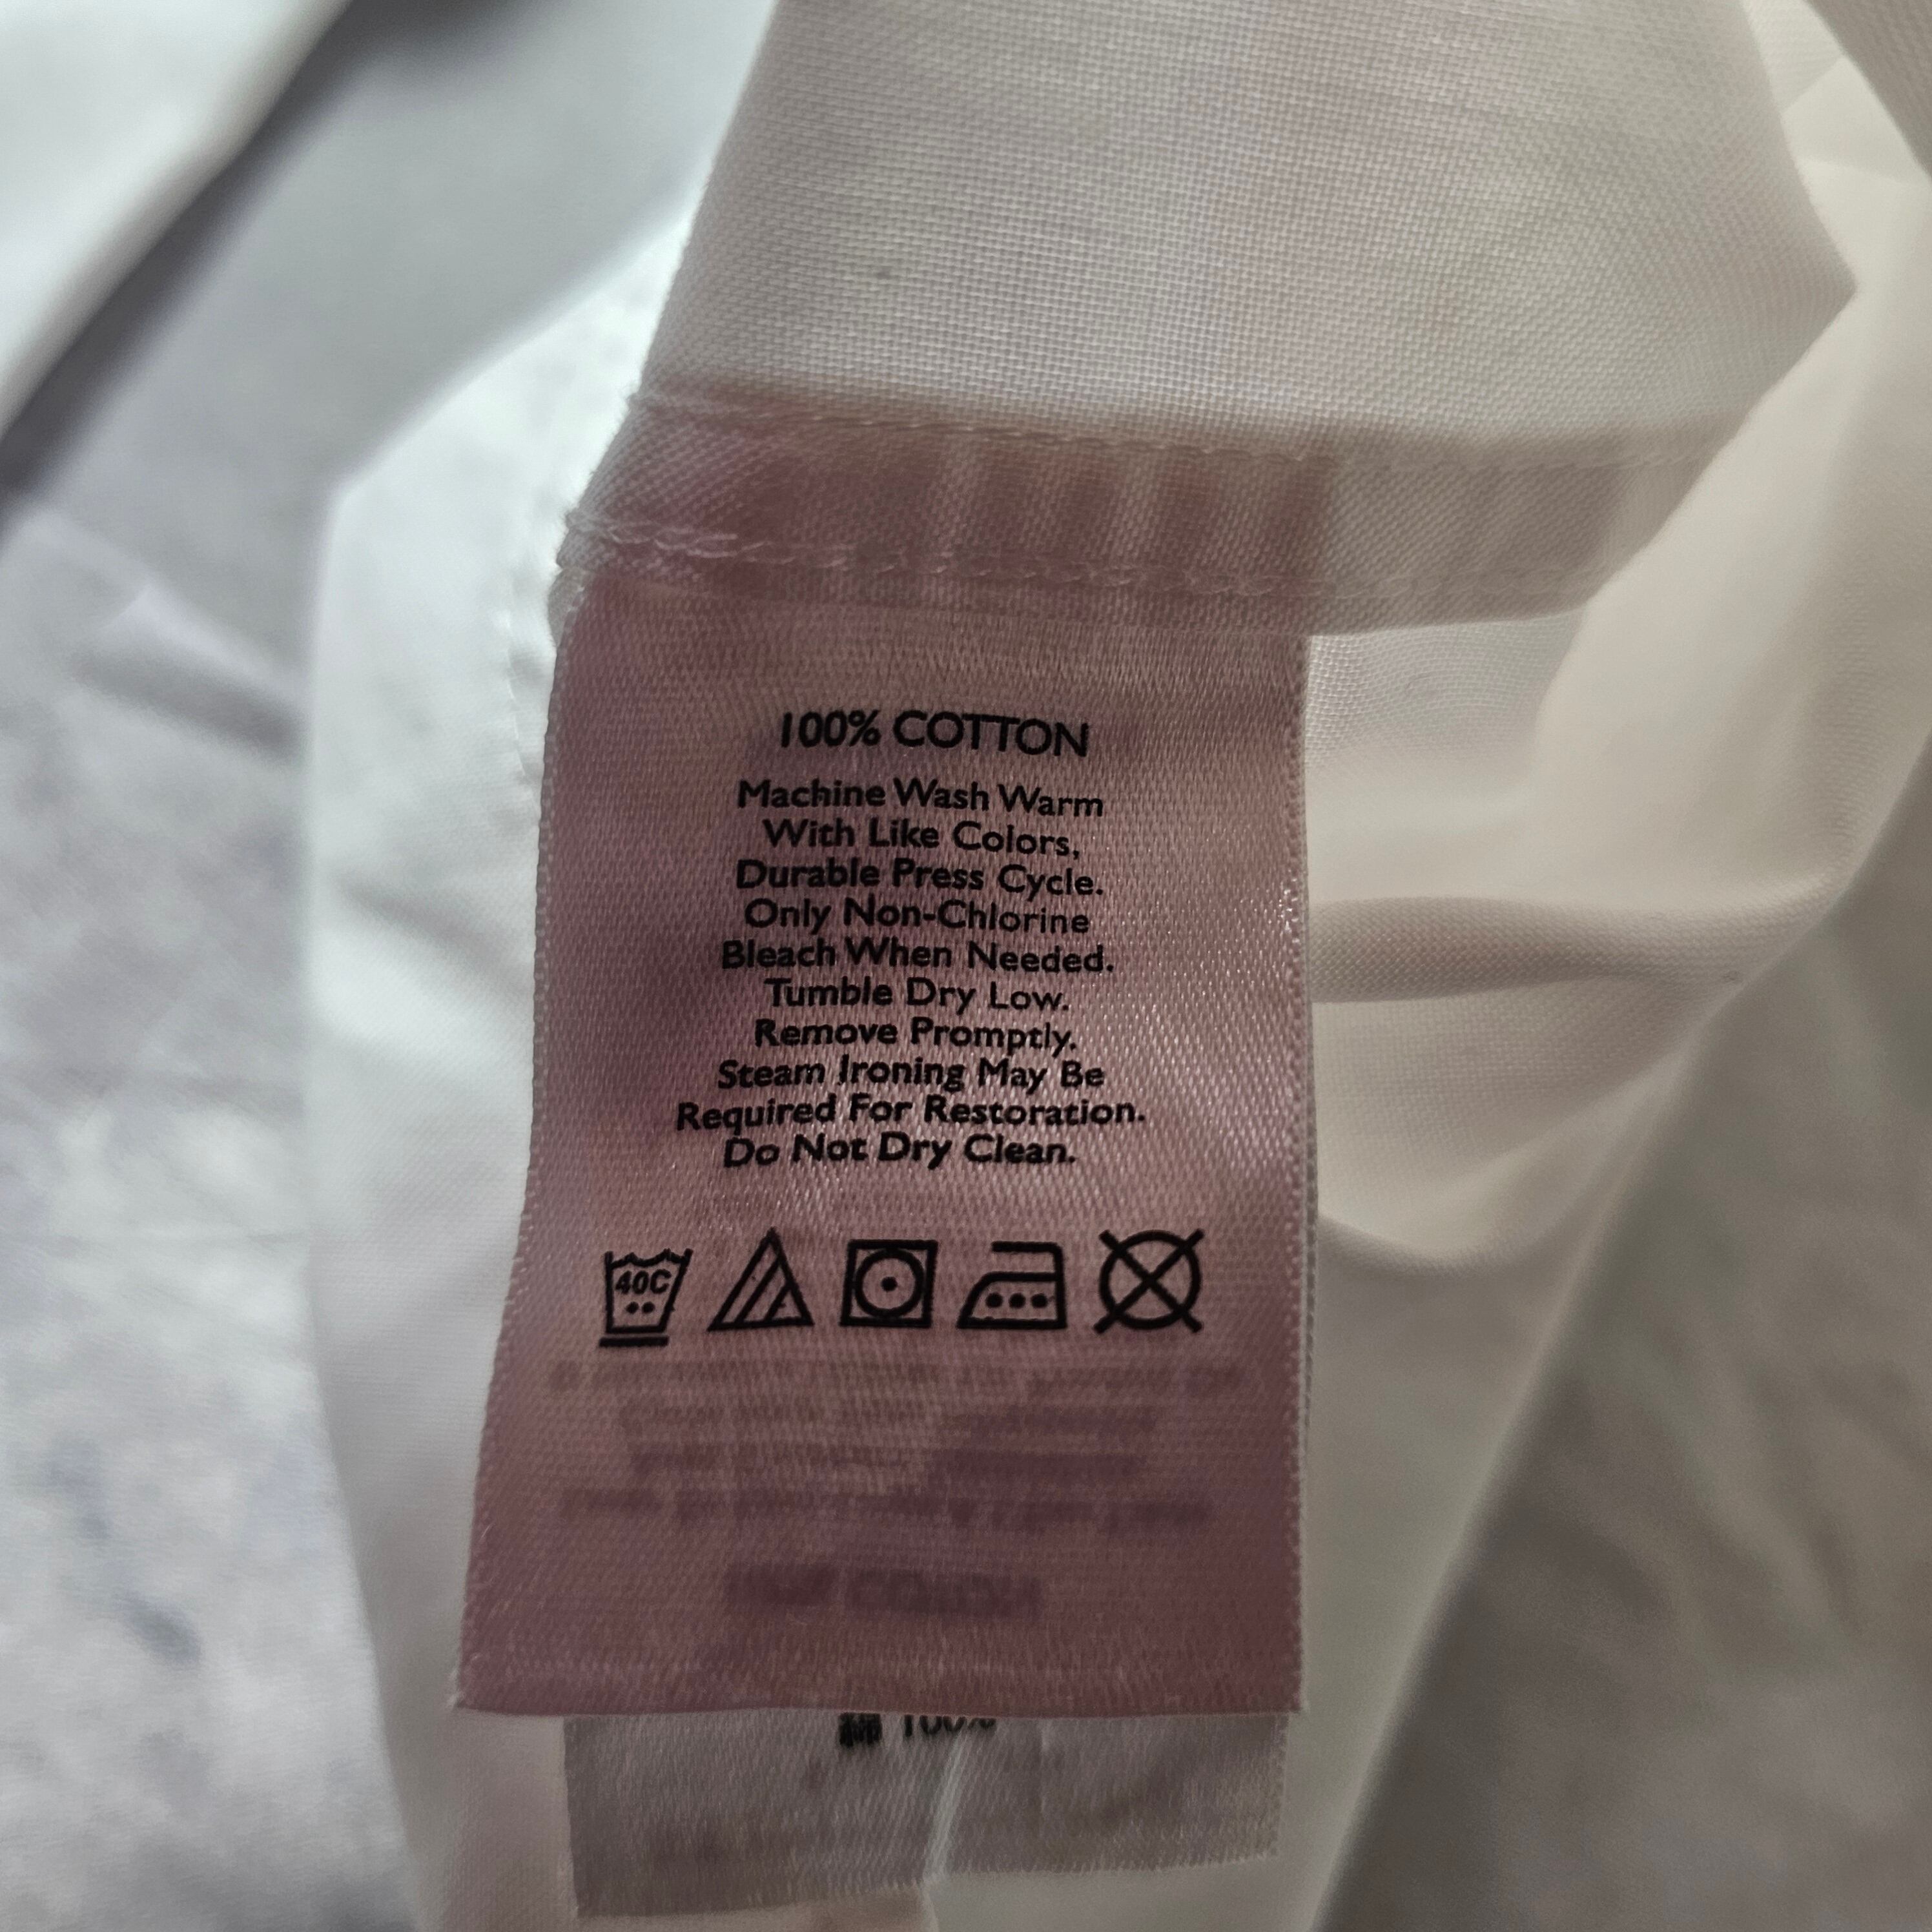 100% COTTON
Machine Wash Warm
With Like Colors,
Durable Press Cycle.
Only Non-Chlorine
Bleach When Needed.
Tumble Dry Low.
Remove Promptly.
Steam Ironing May Be
Required For Restoration.
Do Not Dry Clean.
40C
100%